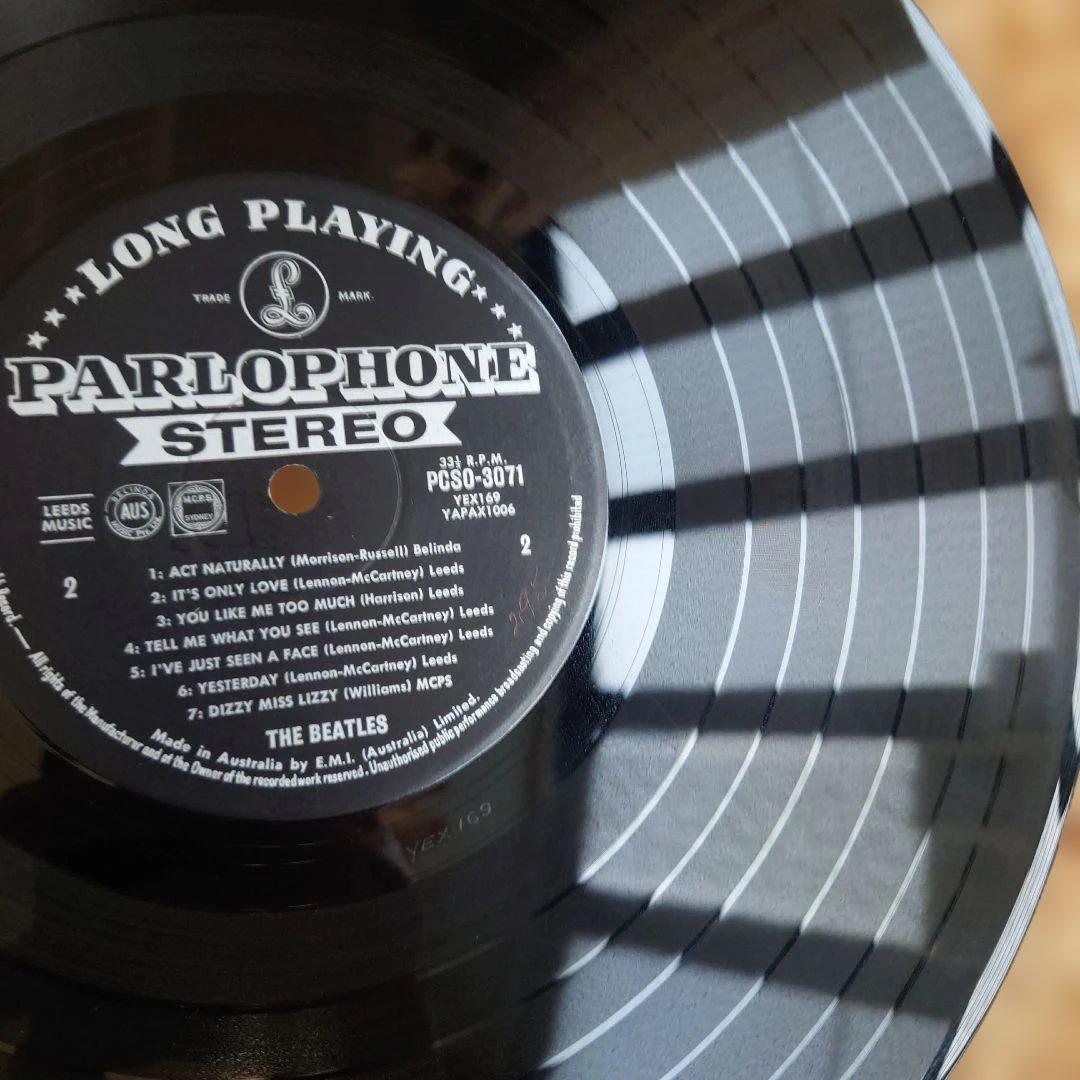 LONG PLAYING
TRADE MARK.
£
PARLOPHONE
STEREO
33⅓ R.P.M.
PCSO-3071
YEX169
YAPAX1006
LEEDS
MUSIC
BELINDA
AUS
M.C.P.S.
SYDNEY
2
2
1: ACT NATURALLY (Morrison-Russell) Belinda
2: IT'S ONLY LOVE (Lennon-McCartney) Leeds
3: YOU LIKE ME TOO MUCH (Harrison) Leeds
4: TELL ME WHAT YOU SEE (Lennon-McCartney) Leeds
5: I'VE JUST SEEN A FACE (Lennon-McCartney) Leeds
6: YESTERDAY (Lennon-McCartney) Leeds
7: DIZZY MISS LIZZY (Williams) MCPS
THE BEATLES
Made in Australia by E.M.I. (Australia) Limited.
Record.— All rights of the Manufacturer and of the Owner of the recorded work reserved. Unauthorised public performance broadcasting and copying of this record prohibited
YEX 169